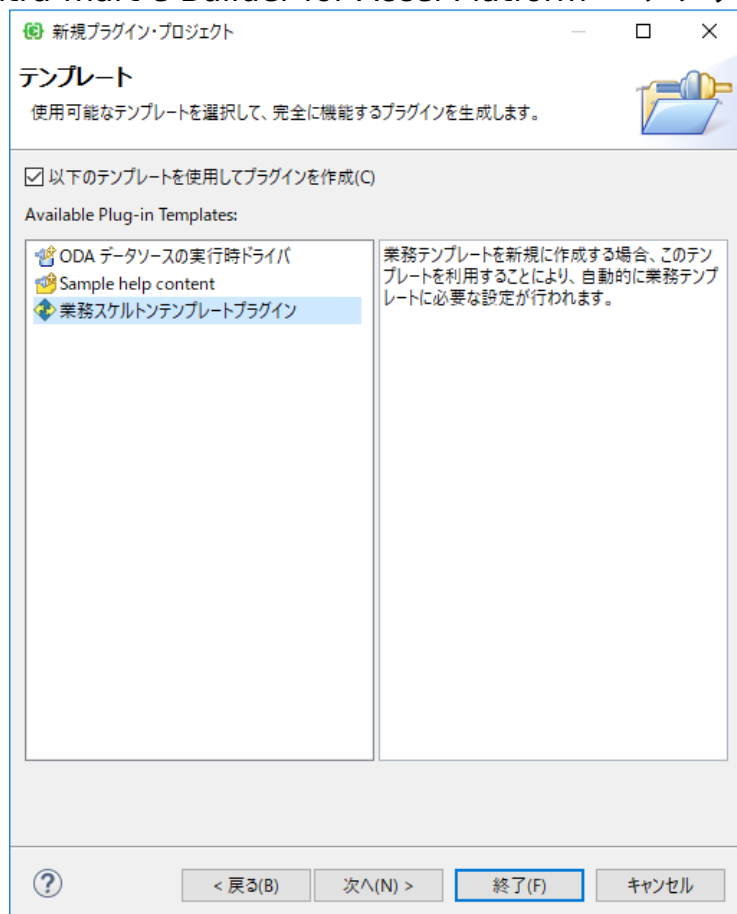 新規プラグイン・プロジェクト
テンプレート
使用可能なテンプレートを選択して、完全に機能するプラグインを生成します。
以下のテンプレートを使用してプラグインを作成(C)
Available Plug-in Templates:
ODA データソースの実行時ドライバ
Sample help content
業務スケルトンテンプレートプラグイン
業務テンプレートを新規に作成する場合、このテン
プレートを利用することにより、自動的に業務テンプ
レートに必要な設定が行われます。
< 戻る(B)
次へ(N) >
終了(F)
キャンセル